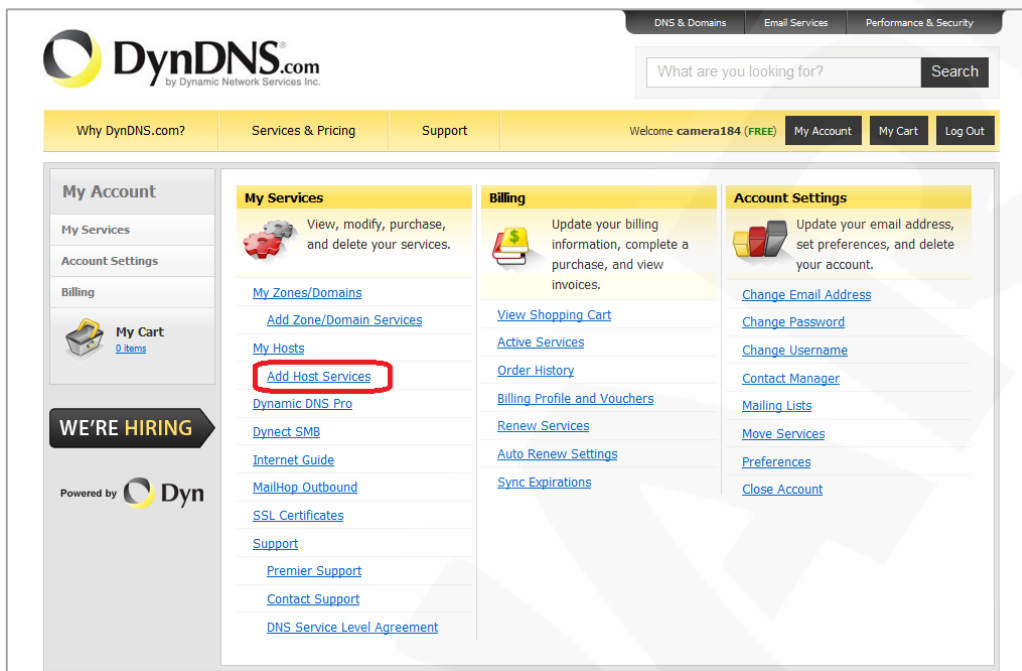 DNS & Domains
Email Services
Performance & Security
DynDNS.com
by Dynamic Network Services Inc.
What are you looking for?
Search
Why DynDNS.com?
Services & Pricing
Support
Welcome camera184 (FREE)
My Account
My Cart
Log Out
My Account
My Services
Account Settings
Billing
My Cart
0 items
WE'RE HIRING
Powered by Dyn
My Services
View, modify, purchase,
and delete your services.
My Zones/Domains
Add Zone/Domain Services
My Hosts
Add Host Services
Dynamic DNS Pro
Dynect SMB
Internet Guide
MailHop Outbound
SSL Certificates
Support
Premier Support
Contact Support
DNS Service Level Agreement
Billing
Update your billing
information, complete a
purchase, and view
invoices.
View Shopping Cart
Active Services
Order History
Billing Profile and Vouchers
Renew Services
Auto Renew Settings
Sync Expirations
Account Settings
Update your email address,
set preferences, and delete
your account.
Change Email Address
Change Password
Change Username
Contact Manager
Mailing Lists
Move Services
Preferences
Close Account